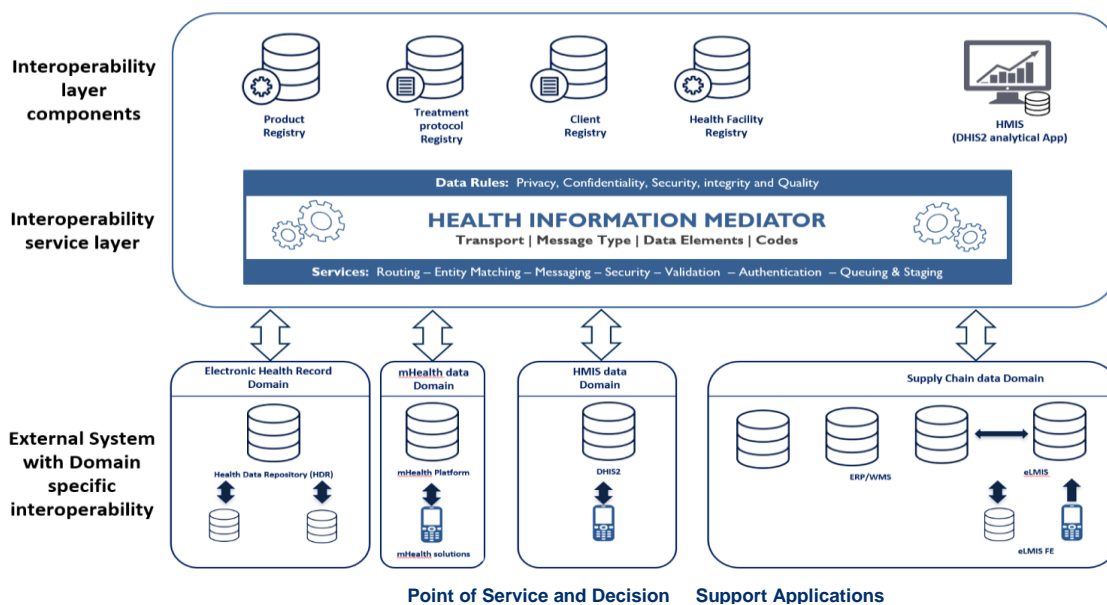 Interoperability
layer
components
Product
Registry
Treatment
protocol
Registry
Client
Registry
Health Facility
Registry
HMIS
(DHIS2 analytical App)
Interoperability
service layer
Data Rules: Privacy, Confidentiality, Security, integrity and Quality
HEALTH INFORMATION MEDIATOR
Transport | Message Type | Data Elements | Codes
Services: Routing – Entity Matching – Messaging – Security – Validation – Authentication – Queuing & Staging
External System
with Domain
specific
interoperability
Electronic Health Record
Domain
Health Data Repository (HDR)
mHealth data
Domain
mHealth Platform
mHealth solutions
HMIS data
Domain
DHIS2
Supply Chain data Domain
ERP/WMS
eLMIS
eLMIS FE
Point of Service and Decision Support Applications